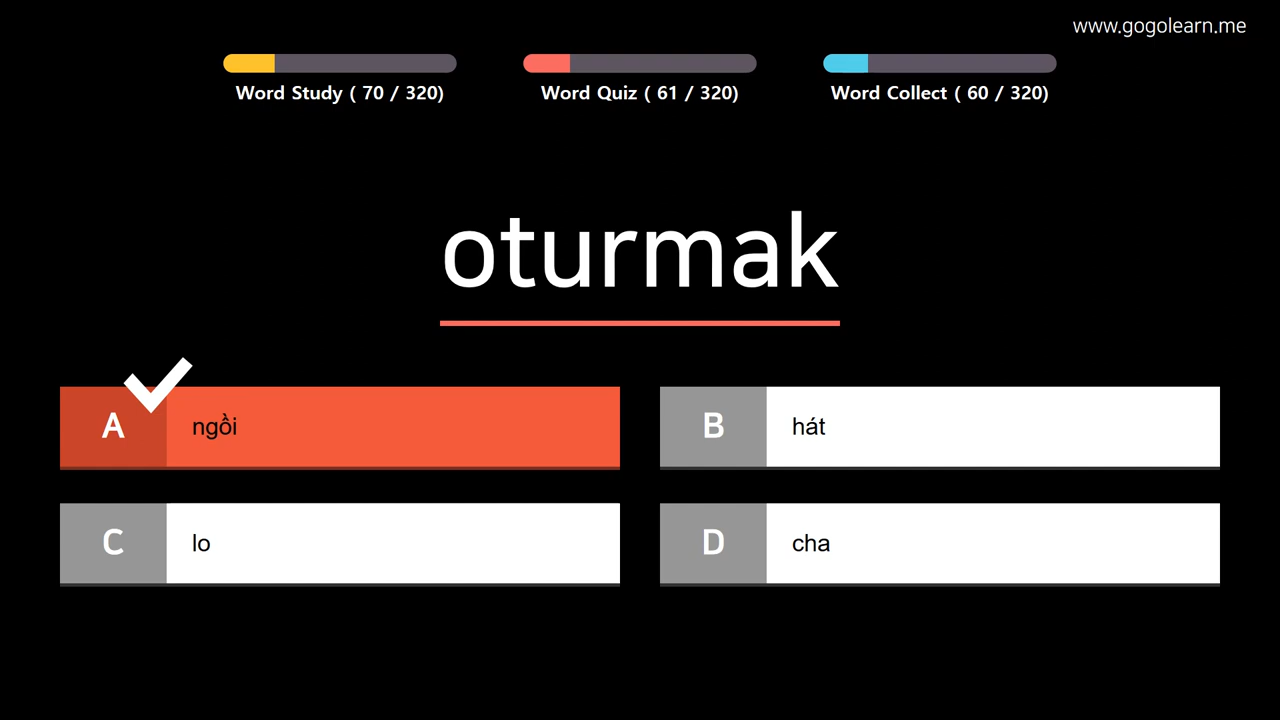 www.gogolearn.me
Word Study ( 70 / 320)
Word Quiz ( 61 / 320)
Word Collect ( 60 / 320)
oturmak
A ngồi
B hát
C lo
D cha